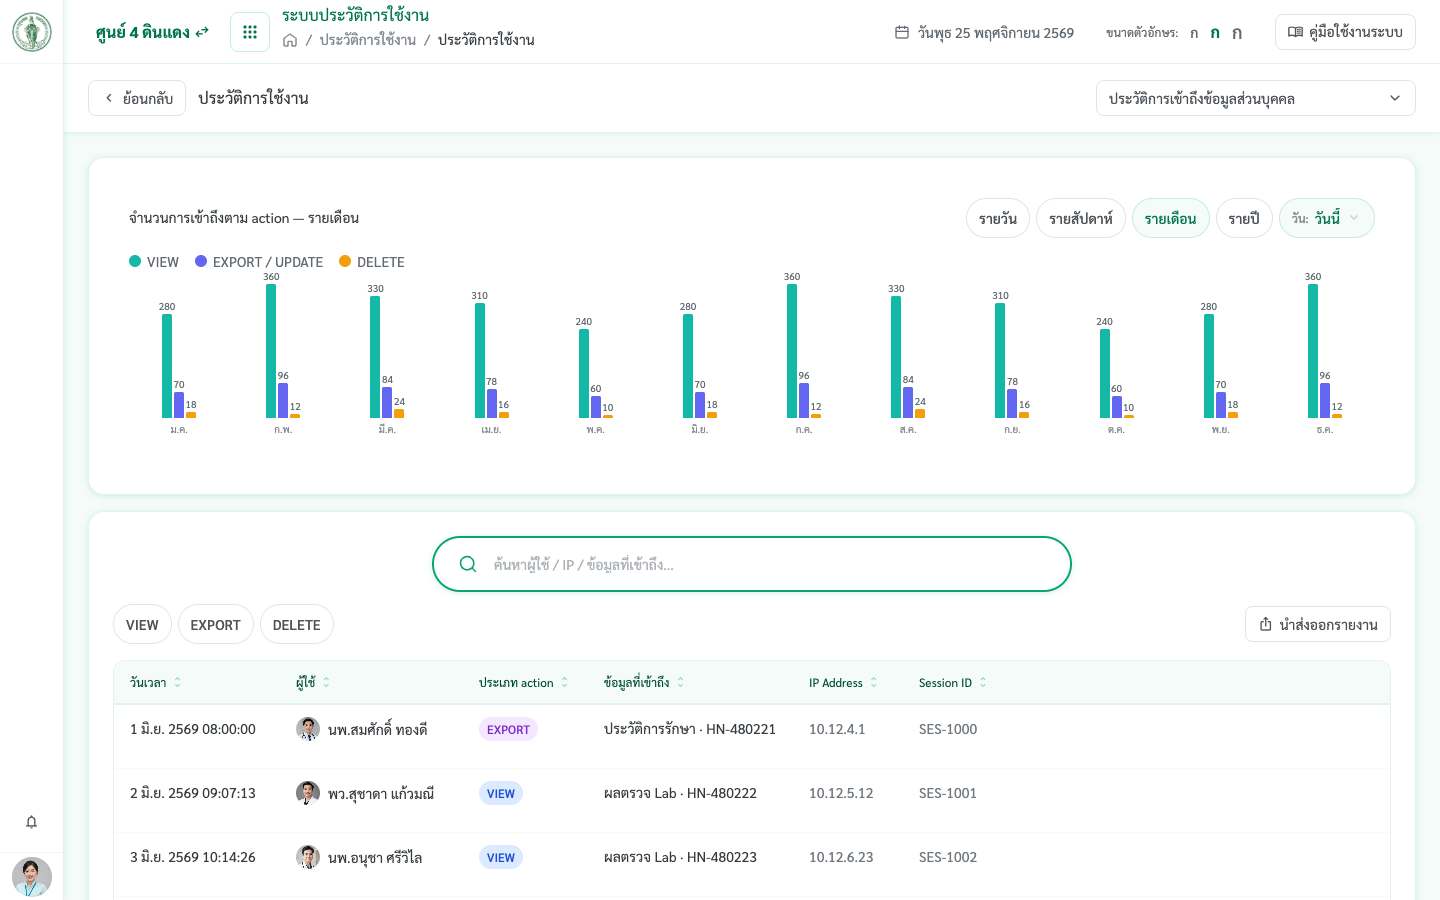 ศูนย์ 4 ดินแดง
ระบบประวัติการใช้งาน
/ ประวัติการใช้งาน / ประวัติการใช้งาน
วันพุธ 25 พฤศจิกายน 2569
ขนาดตัวอักษร: ก ก ก
คู่มือใช้งานระบบ
ย้อนกลับ
ประวัติการใช้งาน
ประวัติการเข้าถึงข้อมูลส่วนบุคคล
จำนวนการเข้าถึงตาม action — รายเดือน
รายวัน รายสัปดาห์ รายเดือน รายปี วัน: วันนี้
VIEW EXPORT / UPDATE DELETE
280 70 18 ม.ค.
360 96 12 ก.พ.
330 84 24 มี.ค.
310 78 16 เม.ย.
240 60 10 พ.ค.
280 70 18 มิ.ย.
360 96 12 ก.ค.
330 84 24 ส.ค.
310 78 16 ก.ย.
240 60 10 ต.ค.
280 70 18 พ.ย.
360 96 12 ธ.ค.
ค้นหาผู้ใช้ / IP / ข้อมูลที่เข้าถึง...
VIEW EXPORT DELETE
นำส่งออกรายงาน
วันเวลา ผู้ใช้ ประเภท action ข้อมูลที่เข้าถึง IP Address Session ID
1 มิ.ย. 2569 08:00:00 นพ.สมศักดิ์ ทองดี EXPORT ประวัติการรักษา · HN-480221 10.12.4.1 SES-1000
2 มิ.ย. 2569 09:07:13 พว.สุชาดา แก้วมณี VIEW ผลตรวจ Lab · HN-480222 10.12.5.12 SES-1001
3 มิ.ย. 2569 10:14:26 นพ.อนุชา ศรีวิไล VIEW ผลตรวจ Lab · HN-480223 10.12.6.23 SES-1002